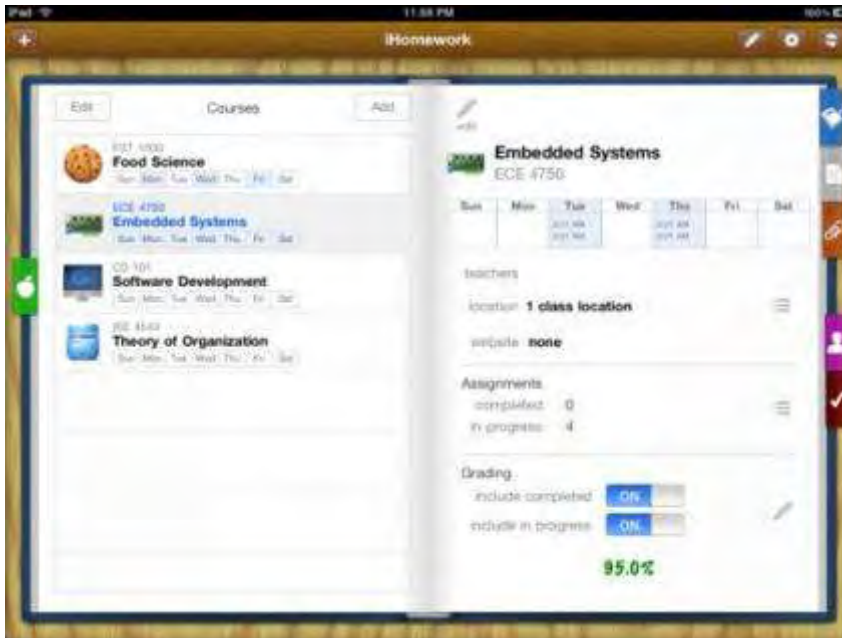 iPad
11:58 PM
100%
iHomework
Edit
Courses
Add
Food Science
Sun Mon Tue Wed Thu Fri Sat
ECE 4750
Embedded Systems
Sun Mon Tue Wed Thu Fri Sat
CD 101
Software Development
Sun Mon Tue Wed Thu Fri Sat
Theory of Organization
Sun Mon Tue Wed Thu Fri Sat
edit
Embedded Systems
ECE 4750
Sun Mon Tue Wed Thu Fri Sat
teachers
location 1 class location
website none
Assignments
completed 0
in progress 4
Grading
include completed ON
include in progress ON
95.0%